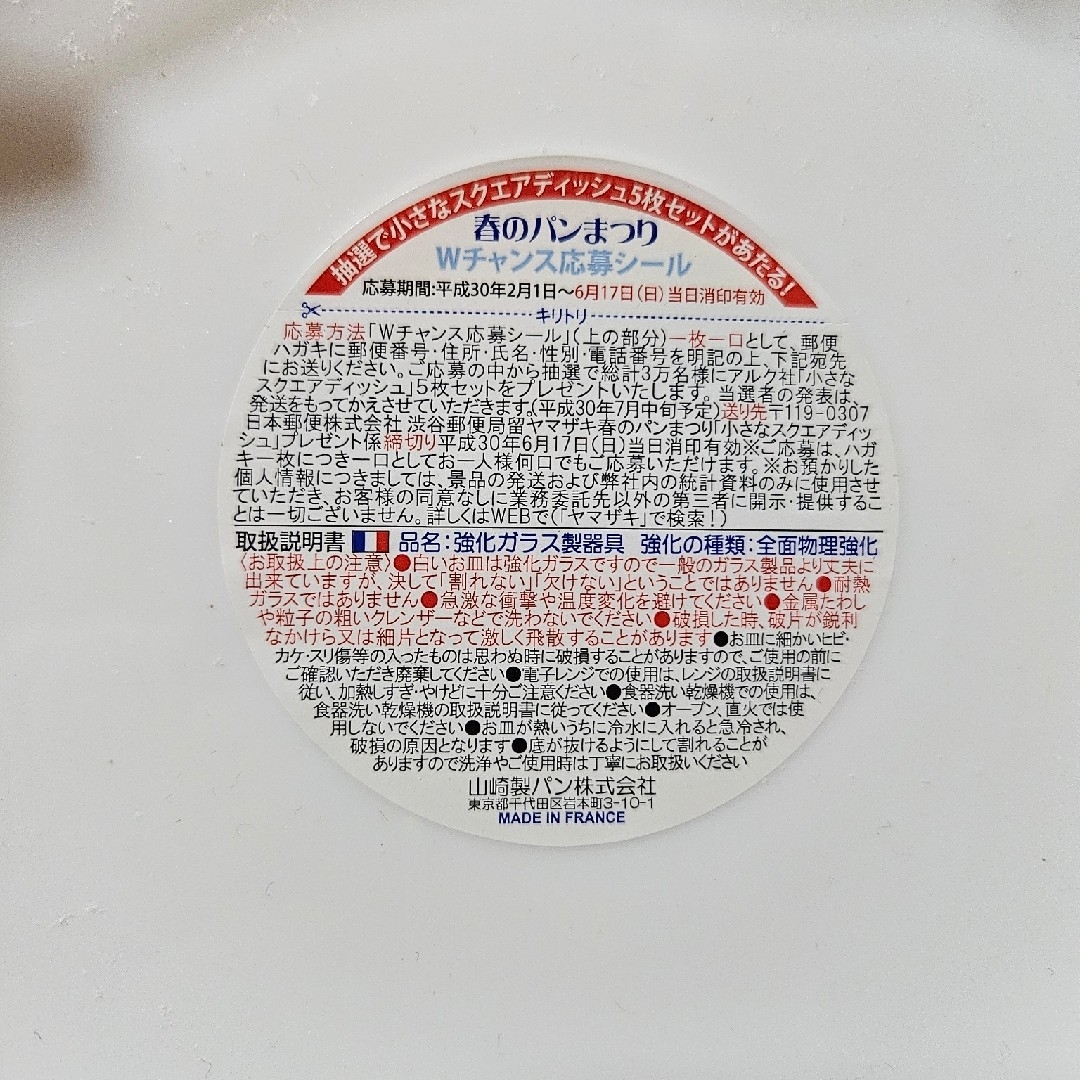 抽選で小さなスクエアディッシュ5枚セットがあたる!
春のパンまつり
Wチャンス応募シール
応募期間:平成30年2月1日〜6月17日(日)当日消印有効
キリトリ
応募方法「Wチャンス応募シール」(上の部分)一枚一口として、郵便
ハガキに郵便番号・住所・氏名・性別・電話番号を明記の上、下記宛先
にお送りください。ご応募の中から抽選で総計3万名様にアルク社「小さな
スクエアディッシュ」5枚セットをプレゼントいたします。当選者の発表は、
発送をもってかえさせていただきます。(平成30年7月中旬予定)送り先〒119-0307
日本郵便株式会社 渋谷郵便局留ヤマザキ春のパンまつり「小さなスクエアディッ
シュ」プレゼント係締切り平成30年6月17日(日)当日消印有効※ご応募は、ハガ
キ一枚につき一口としてお一人様何口でもご応募いただけます。※お預かりした
個人情報につきましては、景品の発送および弊社内の統計資料のみに使用させ
ていただき、お客様の同意なしに業務委託先以外の第三者に開示・提供するこ
とは一切ございません。詳しくはWEBで(「ヤマザキ」で検索!)
取扱説明書 品名:強化ガラス製器具 強化の種類:全面物理強化
〈お取扱上の注意〉●白いお皿は強化ガラスですので一般のガラス製品より丈夫に
出来ていますが、決して「割れない」「欠けない」ということではありません●耐熱
ガラスではありません●急激な衝撃や温度変化を避けてください●金属たわし
や粒子の粗いクレンザーなどで洗わないでください●破損した時、破片が鋭利
なかけら又は細片となって激しく飛散することがあります●お皿に細かいヒビ・
カケ・スリ傷等の入ったものは思わぬ時に破損することがありますので、ご使用の前に
ご確認いただき廃棄してください●電子レンジでの使用は、レンジの取扱説明書に
従い、加熱しすぎ・やけどに十分ご注意ください●食器洗い乾燥機での使用は、
食器洗い乾燥機の取扱説明書に従ってください●オーブン、直火では使
用しないでください●お皿が熱いうちに冷水に入れると急冷され、
破損の原因となります●底が抜けるようにして割れることが
ありますので洗浄やご使用時は丁寧にお取扱いください
山崎製パン株式会社
東京都千代田区岩本町3-10-1
MADE IN FRANCE